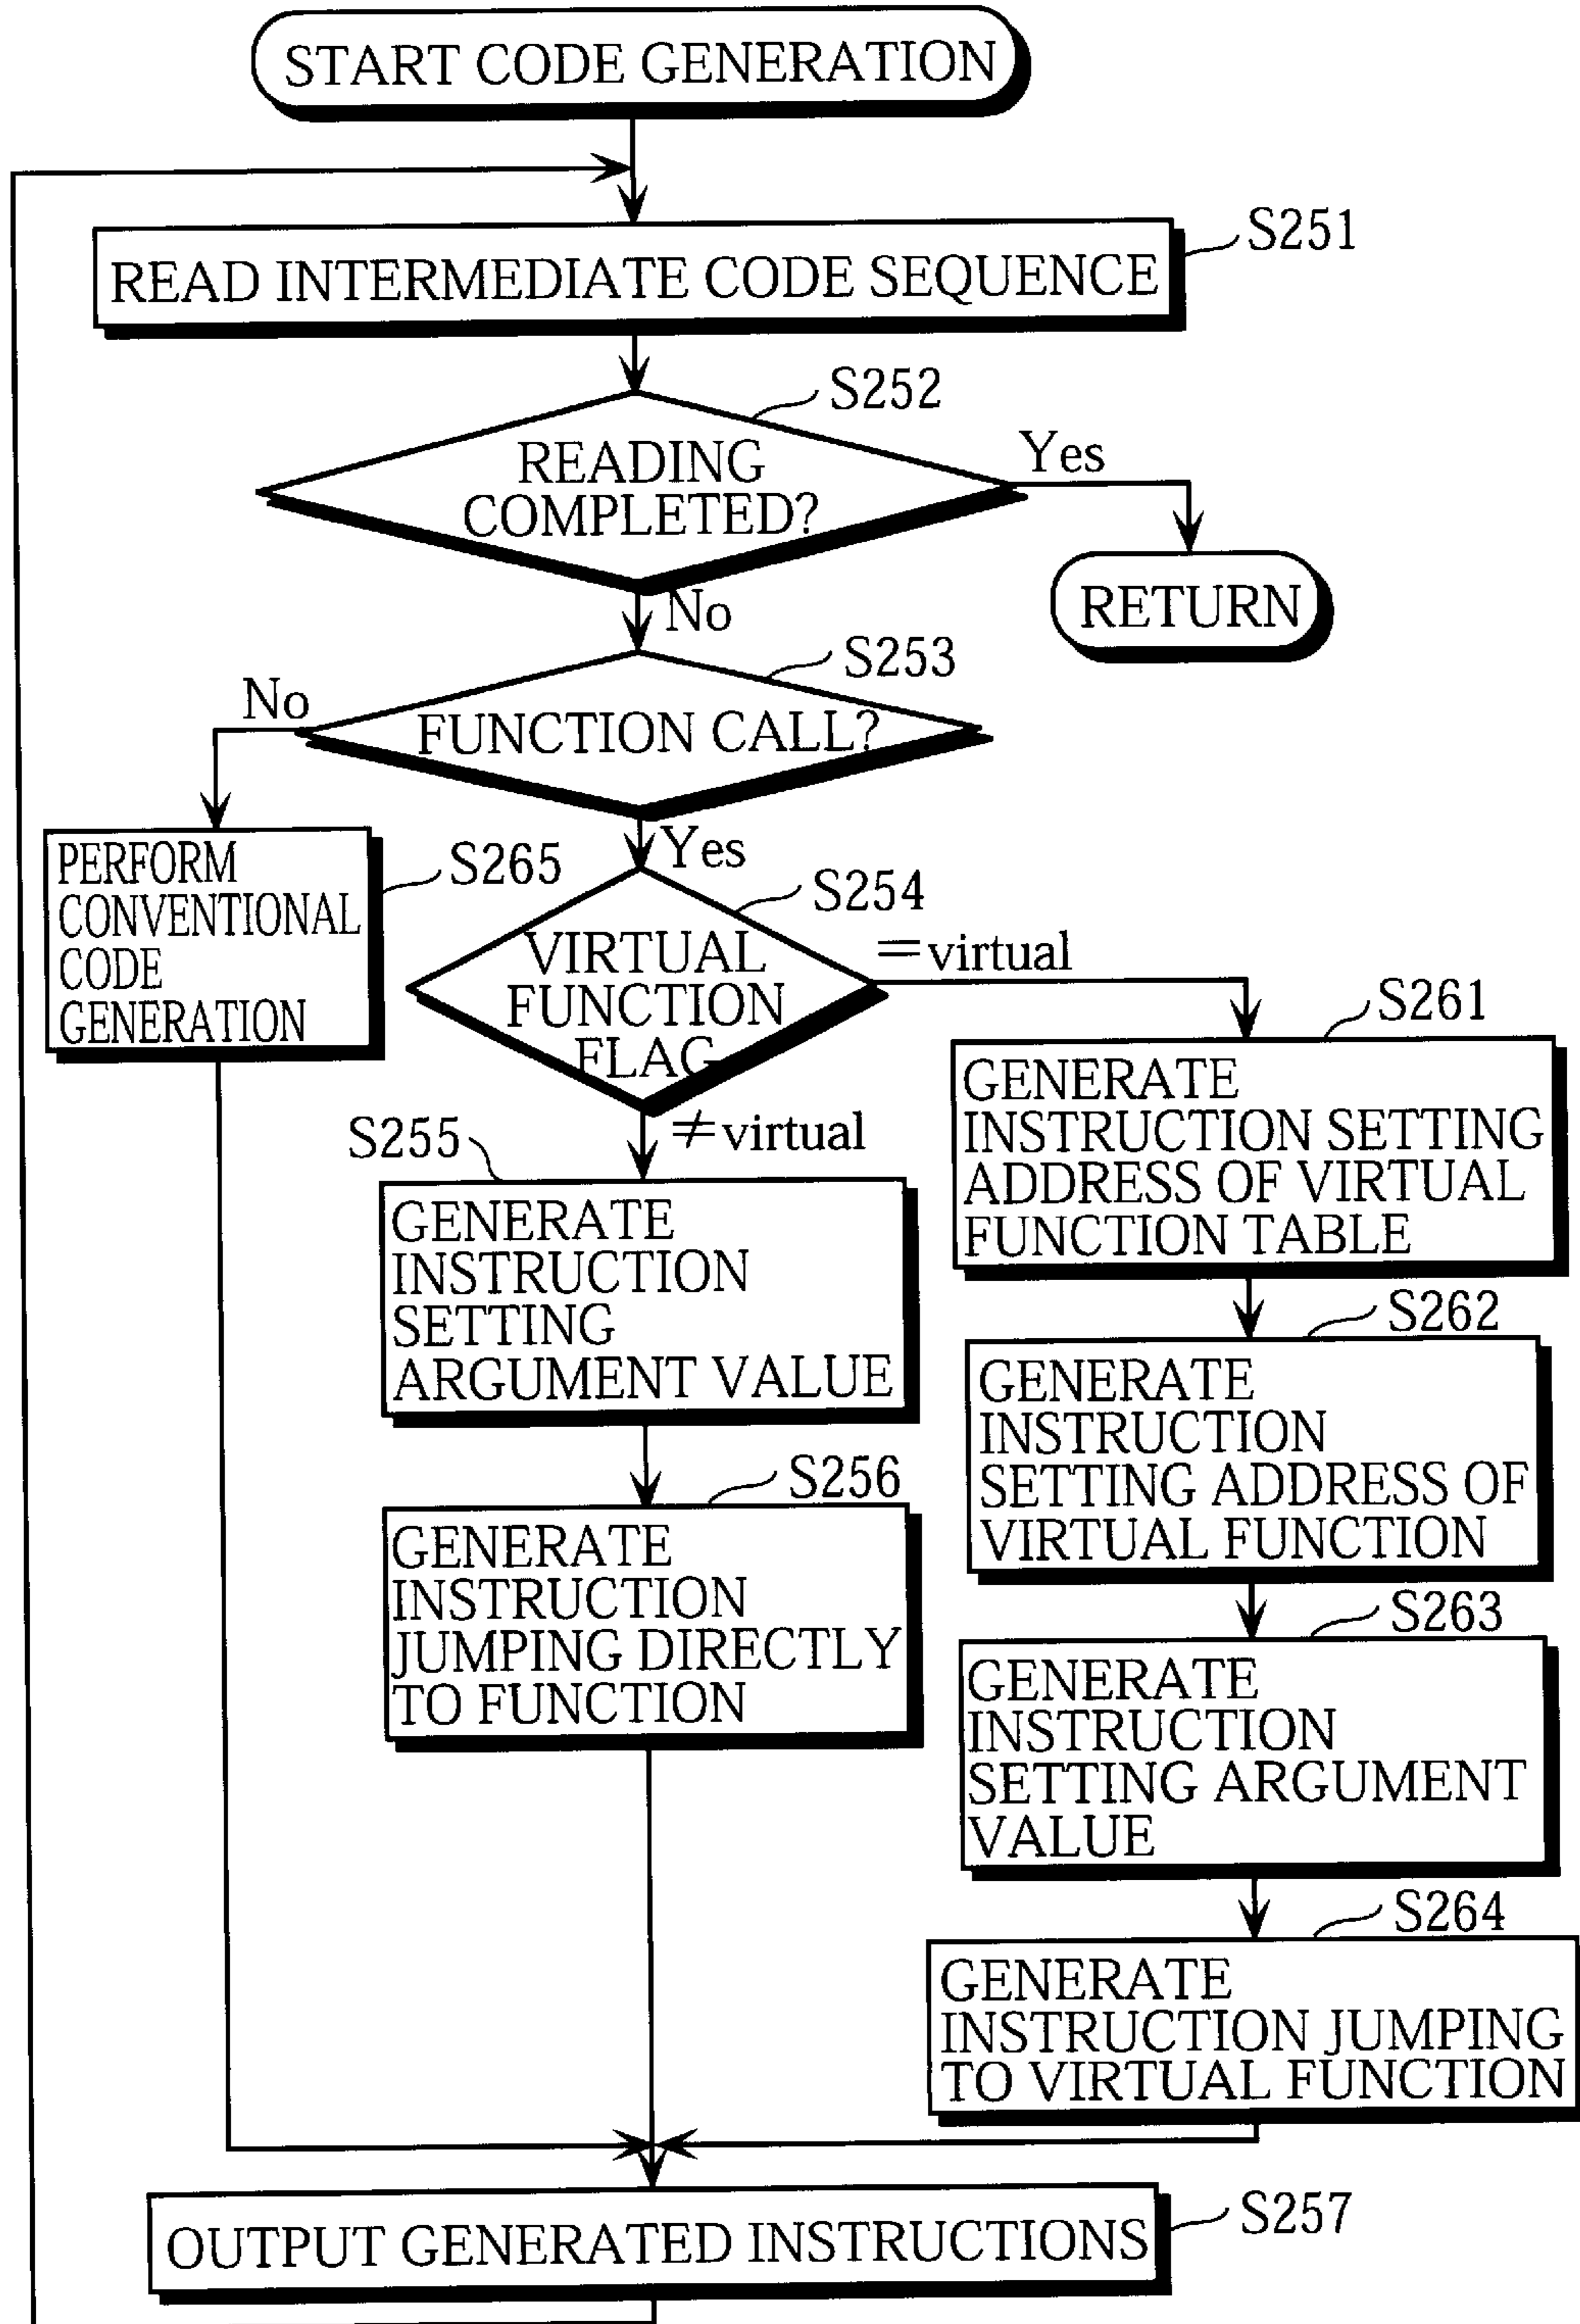 START CODE GENERATION
S251
READ INTERMEDIATE CODE SEQUENCE
S252
READING
COMPLETED?
Yes
RETURN
No
S253
FUNCTION CALL?
No
PERFORM
CONVENTIONAL
CODE
GENERATION
S265
Yes
S254
VIRTUAL
FUNCTION
FLAG
=virtual
≠virtual
S255
GENERATE
INSTRUCTION
SETTING
ARGUMENT VALUE
S256
GENERATE
INSTRUCTION
JUMPING DIRECTLY
TO FUNCTION
S261
GENERATE
INSTRUCTION SETTING
ADDRESS OF VIRTUAL
FUNCTION TABLE
S262
GENERATE
INSTRUCTION
SETTING ADDRESS OF
VIRTUAL FUNCTION
S263
GENERATE
INSTRUCTION
SETTING ARGUMENT
VALUE
S264
GENERATE
INSTRUCTION JUMPING
TO VIRTUAL FUNCTION
S257
OUTPUT GENERATED INSTRUCTIONS